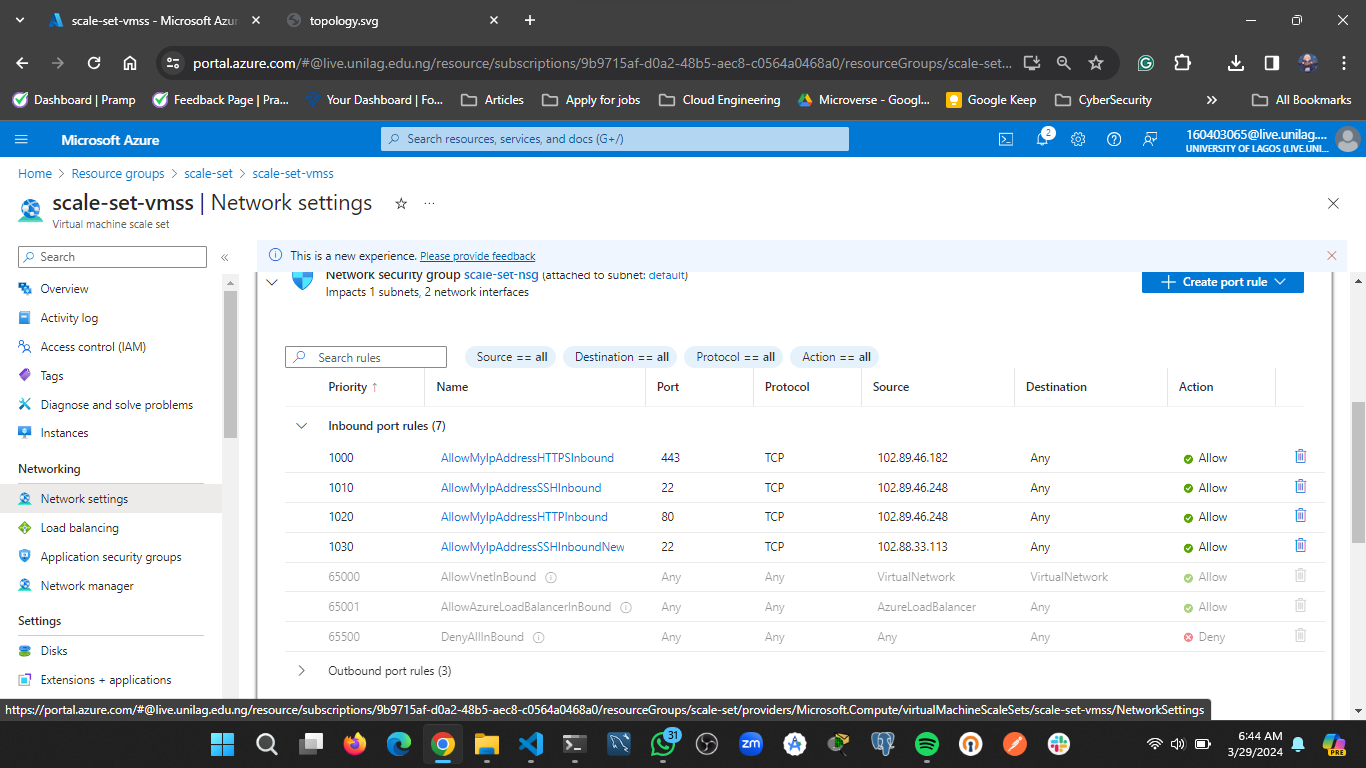 scale-set-vmss - Microsoft Azur
topology.svg
portal.azure.com/#@live.unilag.edu.ng/resource/subscriptions/9b9715af-d0a2-48b5-aec8-c0564a0468a0/resourceGroups/scale-set...
Dashboard | Pramp
Feedback Page | Pra...
Your Dashboard | Fo...
Articles
Apply for jobs
Cloud Engineering
Microverse - Googl...
Google Keep
CyberSecurity
»
All Bookmarks
Microsoft Azure
Search resources, services, and docs (G+/)
2
160403065@live.unilag....
UNIVERSITY OF LAGOS (LIVE.UNI...
Home > Resource groups > scale-set > scale-set-vmss
scale-set-vmss | Network settings
Virtual machine scale set
Search
This is a new experience. Please provide feedback
Overview
Activity log
Access control (IAM)
Tags
Diagnose and solve problems
Instances
Networking
Network settings
Load balancing
Application security groups
Network manager
Settings
Disks
Extensions + applications
Network security group scale-set-nsg (attached to subnet: default)
Impacts 1 subnets, 2 network interfaces
Create port rule
Search rules
Source == all
Destination == all
Protocol == all
Action == all
Priority ↑ Name Port Protocol Source Destination Action
Inbound port rules (7)
1000 AllowMyIpAddressHTTPSInbound 443 TCP 102.89.46.182 Any Allow
1010 AllowMyIpAddressSSHInbound 22 TCP 102.89.46.248 Any Allow
1020 AllowMyIpAddressHTTPInbound 80 TCP 102.89.46.248 Any Allow
1030 AllowMyIpAddressSSHInboundNew 22 TCP 102.88.33.113 Any Allow
65000 AllowVnetInBound Any Any VirtualNetwork VirtualNetwork Allow
65001 AllowAzureLoadBalancerInBound Any Any AzureLoadBalancer Any Allow
65500 DenyAllInBound Any Any Any Any Deny
Outbound port rules (3)
https://portal.azure.com/#@live.unilag.edu.ng/resource/subscriptions/9b9715af-d0a2-48b5-aec8-c0564a0468a0/resourceGroups/scale-set/providers/Microsoft.Compute/virtualMachineScaleSets/scale-set-vmss/NetworkSettings
31
zm
PRE
6:44 AM
3/29/2024